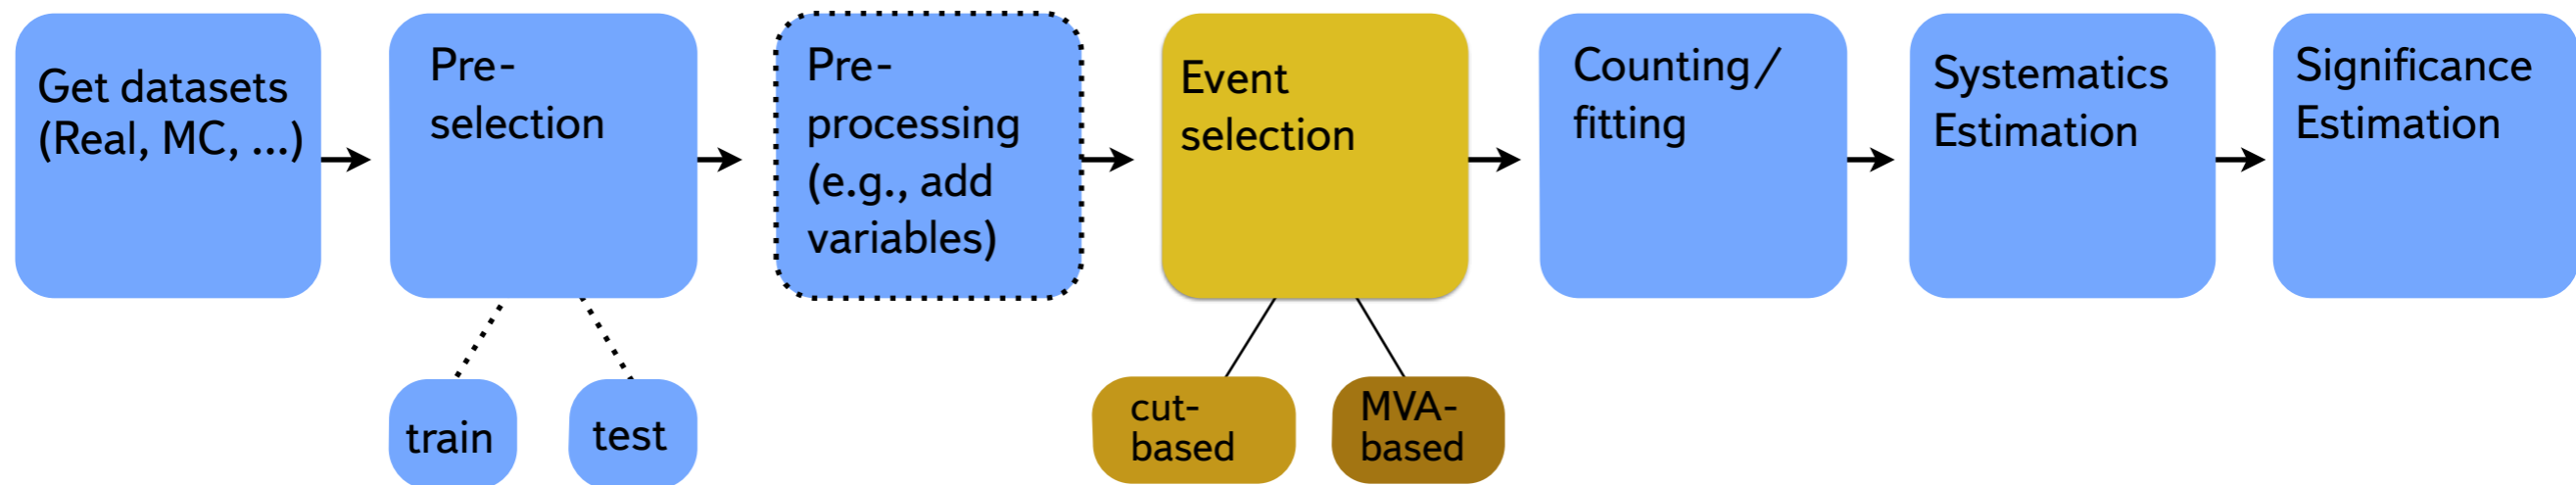 Get datasets
(Real, MC, ...)
Pre-
selection
Pre-
processing
(e.g., add
variables)
Event
selection
Counting/
fitting
Systematics
Estimation
Significance
Estimation
train
test
cut-
based
MVA-
based